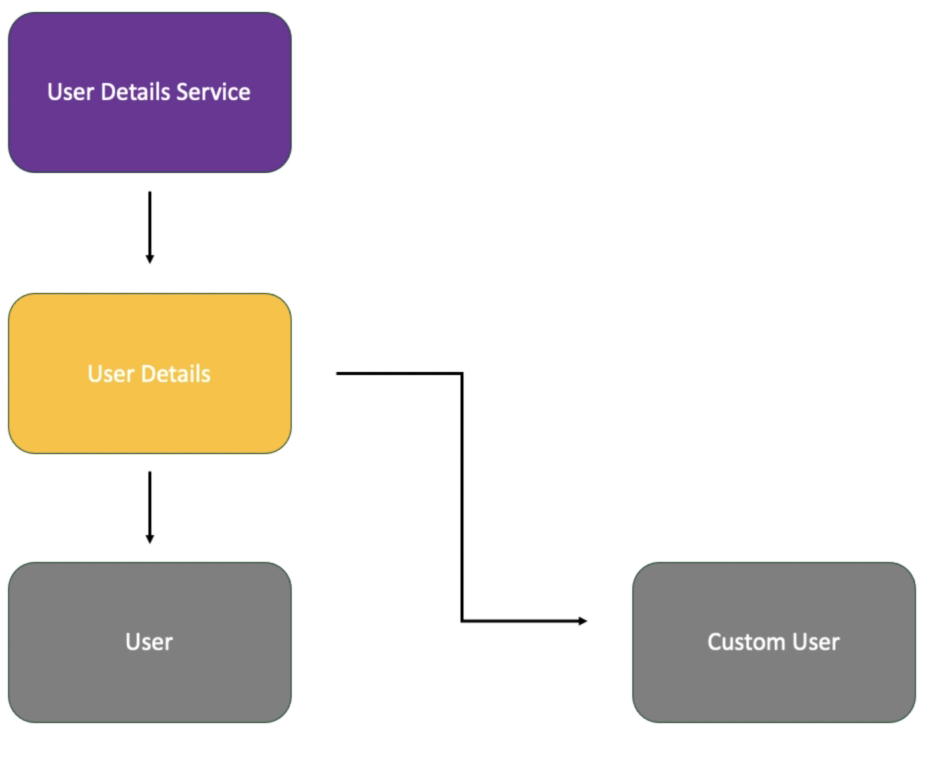 User Details Service
User Details
User
Custom User